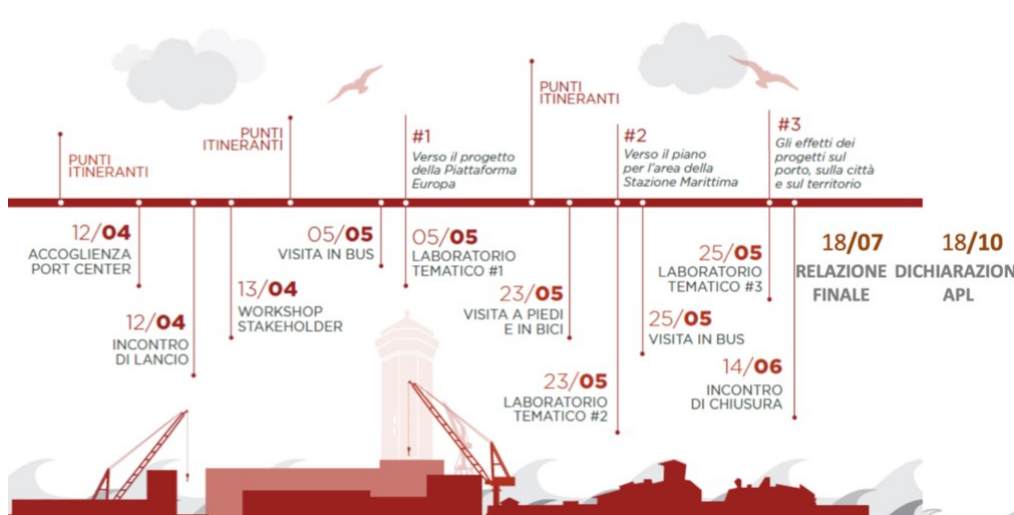 PUNTI
ITINERANTI
PUNTI
ITINERANTI
#1
Verso il progetto
della Piattaforma
Europa
PUNTI
ITINERANTI
#2
Verso il piano
per l'area della
Stazione Marittima
#3
Gli effetti dei
progetti sul
porto, sulla città
e sul territorio
12/04
ACCOGLIENZA
PORT CENTER
12/04
INCONTRO
DI LANCIO
13/04
WORKSHOP
STAKEHOLDER
05/05
VISITA IN BUS
05/05
LABORATORIO
TEMATICO #1
23/05
VISITA A PIEDI
E IN BICI
23/05
LABORATORIO
TEMATICO #2
25/05
VISITA IN BUS
25/05
LABORATORIO
TEMATICO #3
14/06
INCONTRO
DI CHIUSURA
18/07
RELAZIONE
FINALE
18/10
DICHIARAZION
APL